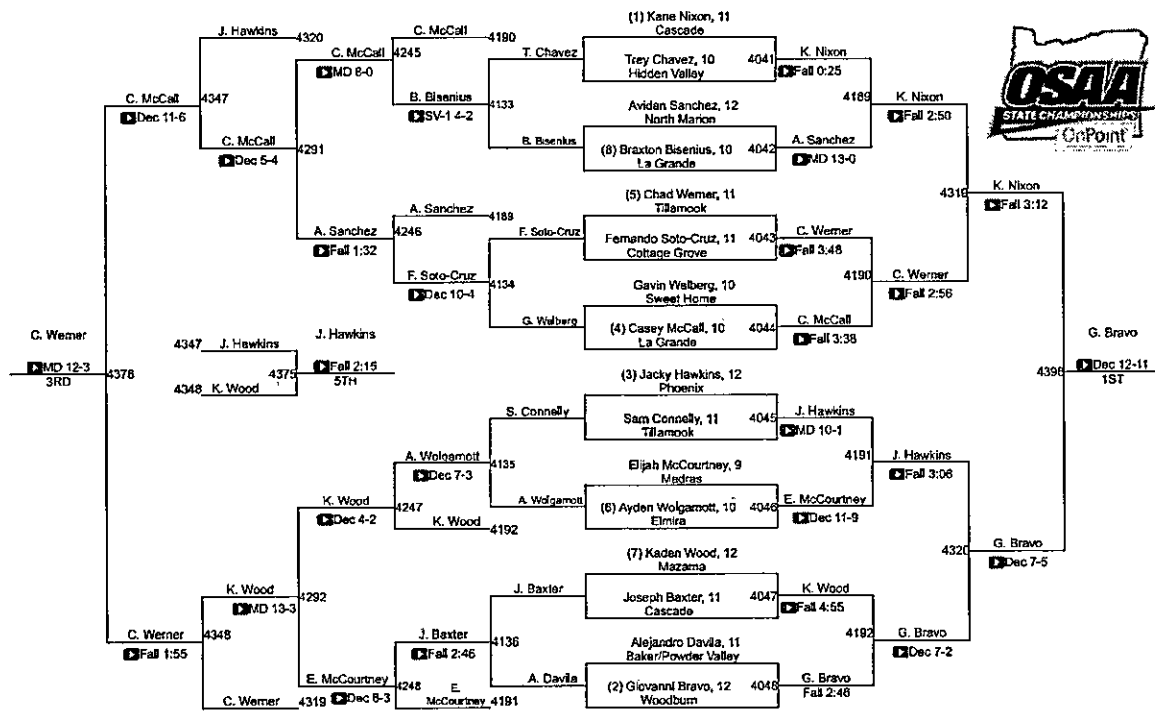 J. Hawkins
4320
C. McCall
MD 8-0
4245
C. McCall
4190
C. McCall
Dec 11-6
4347
C. McCall
Dec 5-4
4291
B. Bisenius
SV-1 4-2
4133
T. Chavez
B. Bisenius
(1) Kane Nixon, 11
Cascade
Trey Chavez, 10
Hidden Valley
4041
K. Nixon
Fall 0:25
Avidan Sanchez, 12
North Marion
(8) Braxton Bisenius, 10
La Grande
4042
A. Sanchez
MD 13-0
4189
K. Nixon
Fall 2:50
OSAA
STATE CHAMPIONSHIPS
OnPoint
A. Sanchez
Fall 1:32
A. Sanchez
4189
4246
F. Soto-Cruz
Dec 10-4
4134
F. Soto-Cruz
G. Walberg
(5) Chad Werner, 11
Tillamook
Fernando Soto-Cruz, 11
Cottage Grove
4043
C. Werner
Fall 3:48
Gavin Walberg, 10
Sweet Home
(4) Casey McCall, 10
La Grande
4044
C. McCall
Fall 3:38
4190
C. Werner
Fall 2:56
4319
K. Nixon
Fall 3:12
C. Werner
MD 12-3
3RD
4378
4347
J. Hawkins
4348
K. Wood
4375
J. Hawkins
Fall 2:15
5TH
G. Bravo
Dec 12-11
1ST
4398
S. Connelly
A. Wolgamott
Dec 7-3
4135
A. Wolgamott
(3) Jacky Hawkins, 12
Phoenix
Sam Connelly, 11
Tillamook
4045
J. Hawkins
MD 10-1
Elijah McCourtney, 9
Madras
(6) Ayden Wolgamott, 10
Elmira
4046
E. McCourtney
Dec 11-9
4191
J. Hawkins
Fall 3:06
K. Wood
Dec 4-2
4247
K. Wood
4192
K. Wood
MD 13-3
4292
C. Werner
Fall 1:55
4348
C. Werner
4319
E. McCourtney
4248
J. Baxter
Fall 2:46
4136
E.
McCourtney
4191
J. Baxter
A. Davila
(7) Kaden Wood, 12
Mazama
Joseph Baxter, 11
Cascade
4047
K. Wood
Fall 4:55
Alejandro Davila, 11
Baker/Powder Valley
(2) Giovanni Bravo, 12
Woodburn
4048
G. Bravo
Fall 2:46
4192
G. Bravo
Dec 7-2
4320
G. Bravo
Dec 7-5